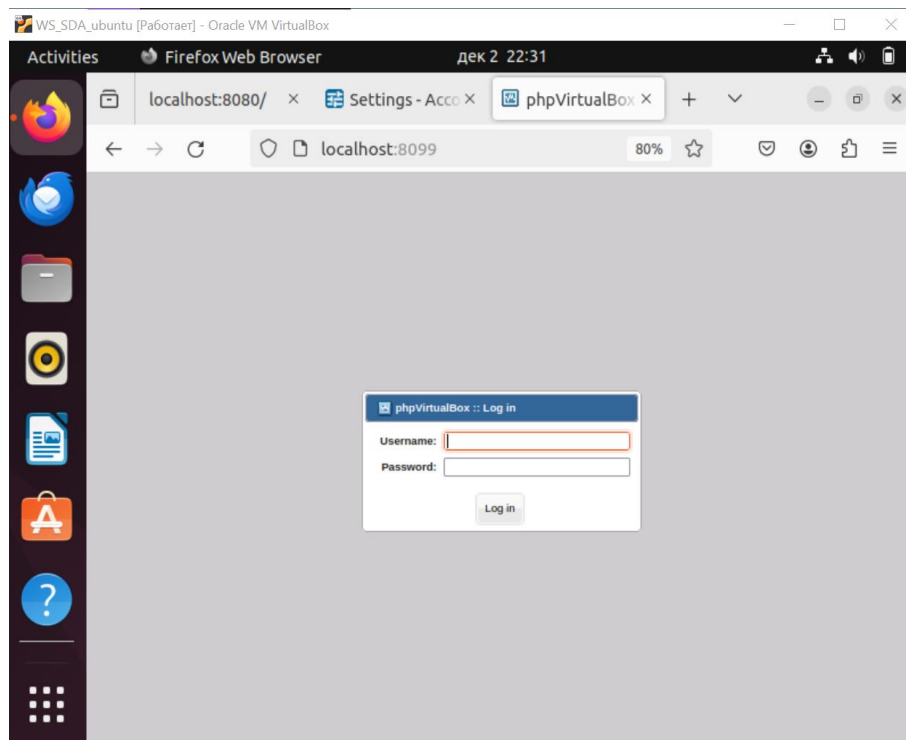 WS_SDA_ubuntu [Работает] - Oracle VM VirtualBox
Activities Firefox Web Browser дек 2 22:31
localhost:8080/ Settings - Acco phpVirtualBox
localhost:8099 80%
phpVirtualBox :: Log in
Username:
Password:
Log in